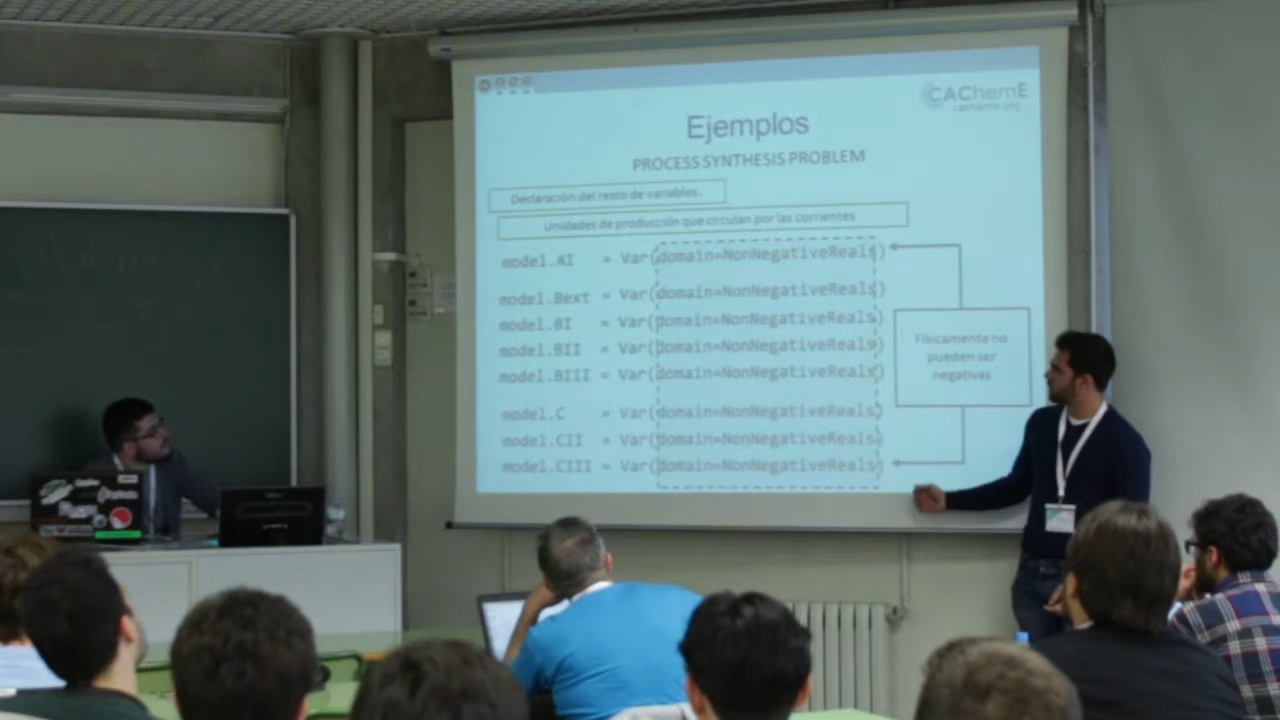 CAChemE
cacheme.org
Ejemplos
PROCESS SYNTHESIS PROBLEM
Declaración del resto de variables.
Unidades de producción que circulan por las corrientes
model.AI = Var(domain=NonNegativeReals)
model.Bext = Var(domain=NonNegativeReals)
model.BI = Var(domain=NonNegativeReals)
model.BII = Var(domain=NonNegativeReals)
model.BIII = Var(domain=NonNegativeReals)
model.C = Var(domain=NonNegativeReals)
model.CII = Var(domain=NonNegativeReals)
model.CIII = Var(domain=NonNegativeReals)
Físicamente no
pueden ser
negativas